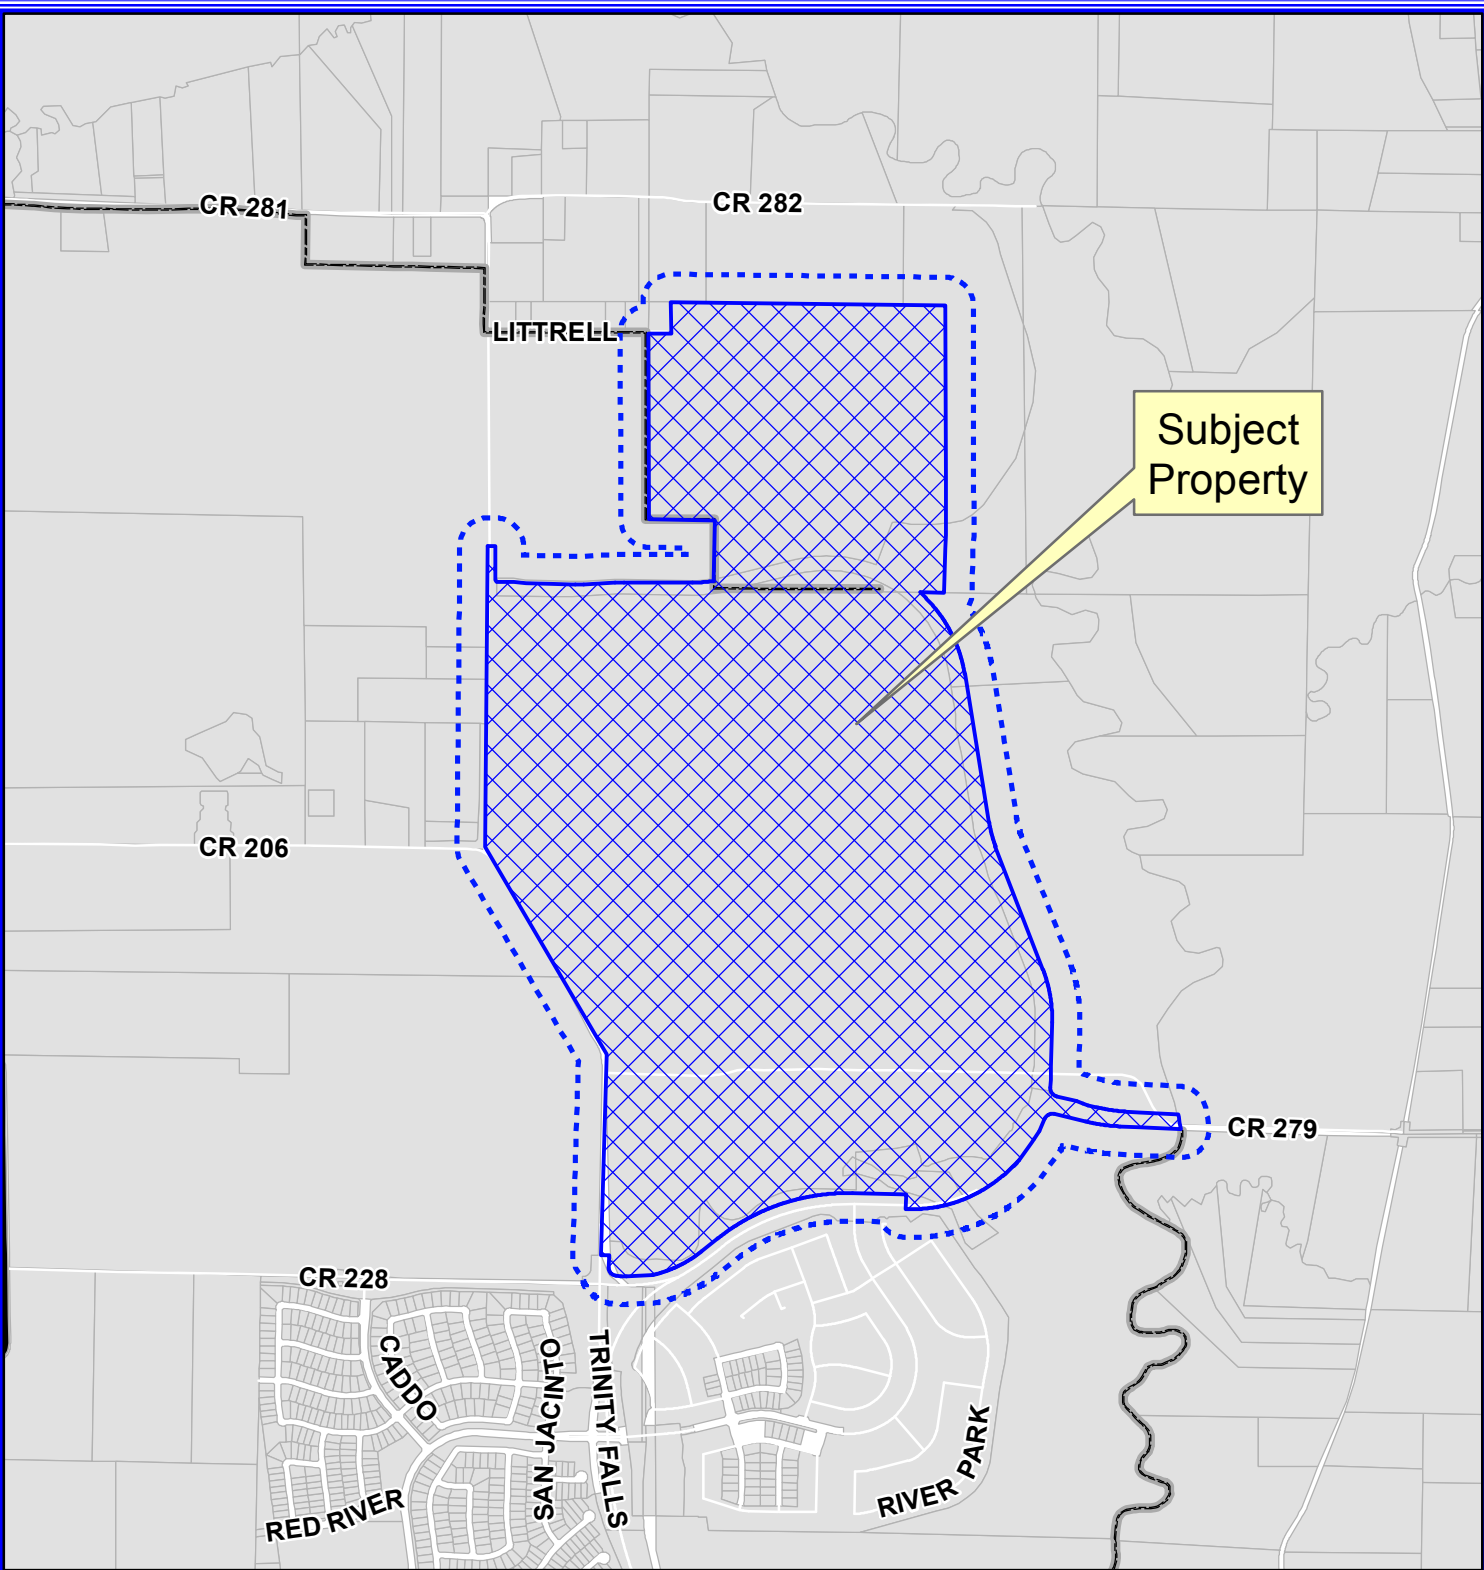 CR 281
CR 282
LITTRELL
Subject
Property
CR 206
CR 279
CR 228
CADDO
SAN JACINTO
TRINITY FALLS
RED RIVER
RIVER PARK